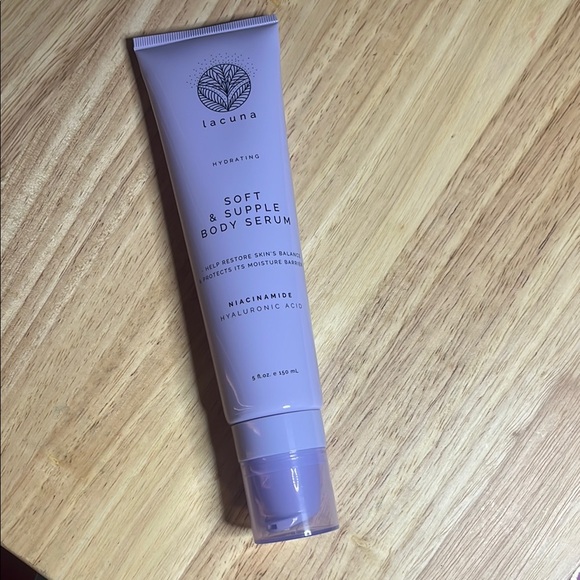 lacuna
HYDRATING
SOFT
& SUPPLE
BODY SERUM
HELP RESTORE SKIN'S BALANCE
& PROTECTS ITS MOISTURE BARRIER
NIACINAMIDE
HYALURONIC ACID
5 fl.oz. e 150 mL